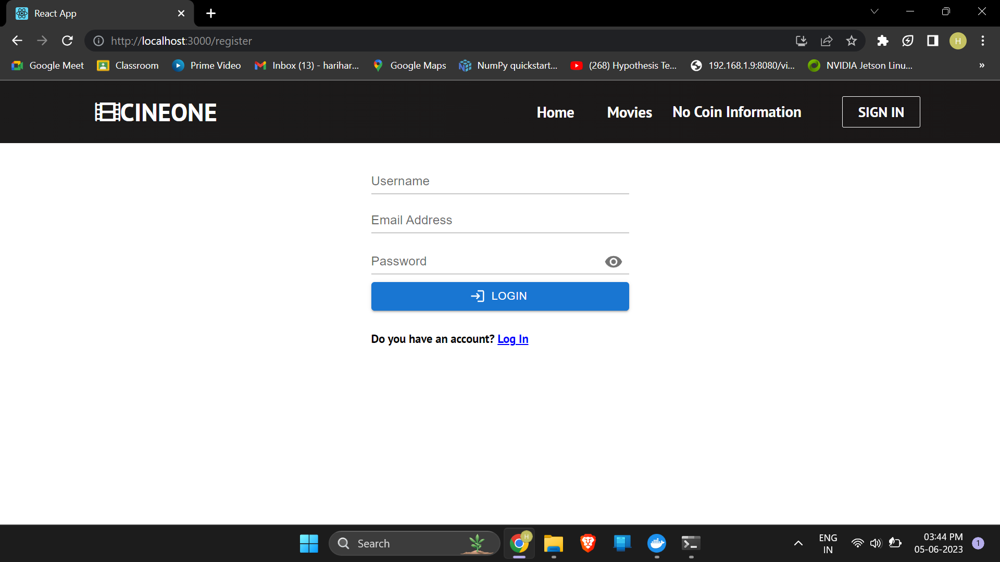 React App
http://localhost:3000/register
H
Google Meet
Classroom
Prime Video
Inbox (13) - harihar...
Google Maps
NumPy quickstart...
(268) Hypothesis Te...
192.168.1.9:8080/vi...
NVIDIA Jetson Linu...
»
CINEONE
Home
Movies
No Coin Information
SIGN IN
Username
Email Address
Password
LOGIN
Do you have an account? Log In
Search
H
ENG
IN
03:44 PM
05-06-2023
1